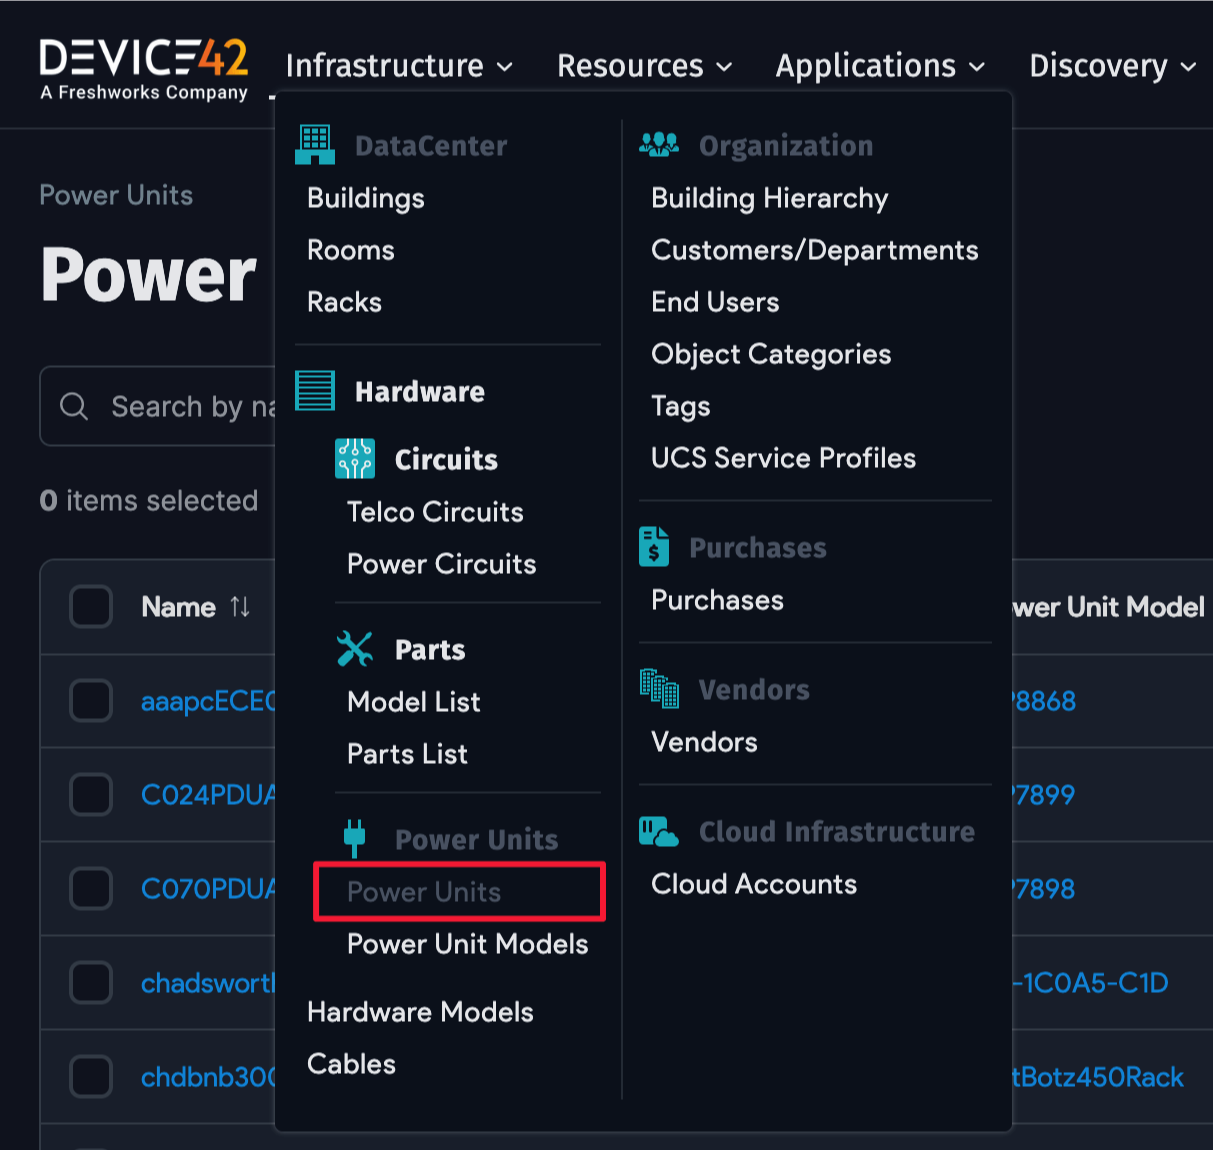 DEVICE42
A Freshworks Company
Infrastructure
Resources
Applications
Discovery
Power Units
Power
Search by na
0 items selected
Name
aaapcECE0
C024PDUA
C070PDUA
chadsworth
chdbnb300
DataCenter
Buildings
Rooms
Racks
Hardware
Circuits
Telco Circuits
Power Circuits
Parts
Model List
Parts List
Power Units
Power Units
Power Unit Models
Hardware Models
Cables
Organization
Building Hierarchy
Customers/Departments
End Users
Object Categories
Tags
UCS Service Profiles
Purchases
Purchases
Vendors
Vendors
Cloud Infrastructure
Cloud Accounts
wer Unit Model
8868
7899
7898
-1C0A5-C1D
tBotz450Rack